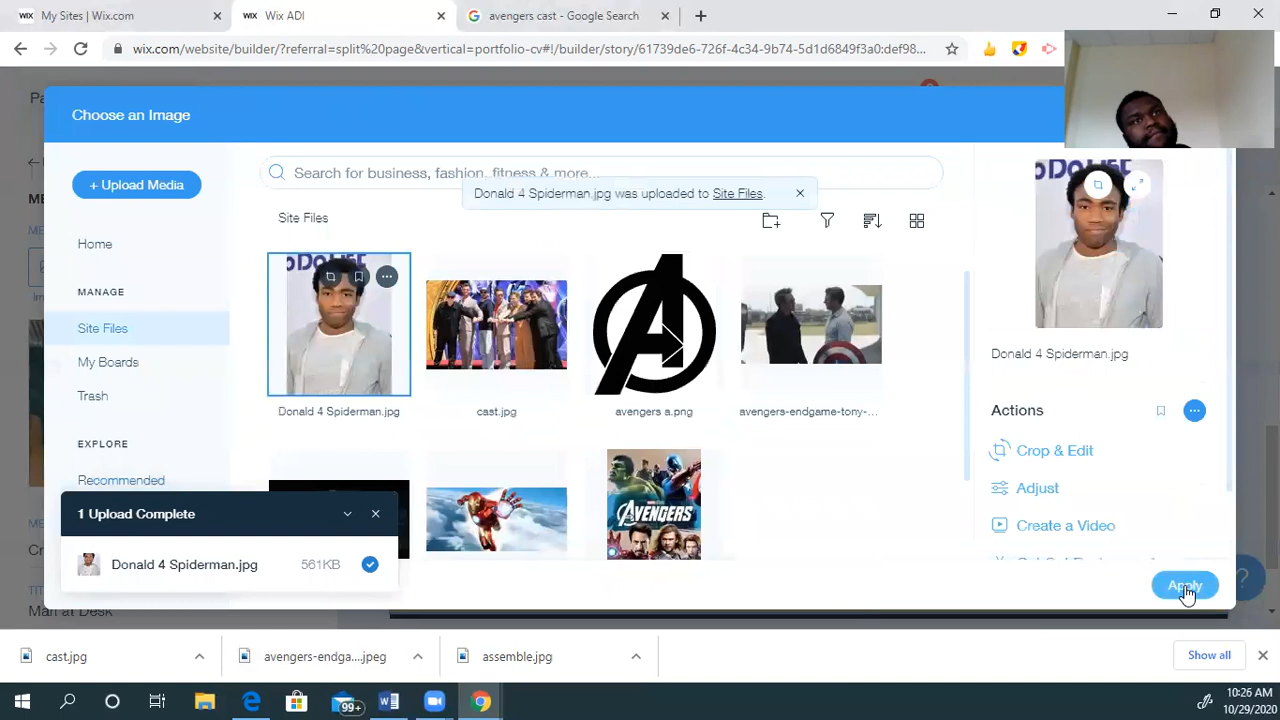 My Sites | Wix.com
Wix ADI
avengers cast - Google Search
wix.com/website/builder/?referral=split%20page&vertical=portfolio-cv#!/builder/story/61739de6-726f-4c34-9b74-5d1d6849f3a0:def98...
Choose an Image
+ Upload Media
Search for business, fashion, fitness & more...
Donald 4 Spiderman.jpg was uploaded to Site Files.
Site Files
Home
MANAGE
Site Files
My Boards
Trash
EXPLORE
Recommended
Donald 4 Spiderman.jpg
cast.jpg
avengers a.png
avengers-endgame-tony-...
AVENGERS
Donald 4 Spiderman.jpg
Actions
Crop & Edit
Adjust
Create a Video
1 Upload Complete
Donald 4 Spiderman.jpg
561KB
Apply
?
Man at Desk
cast.jpg
avengers-endga....jpeg
assemble.jpg
Show all
99+
10:26 AM
10/29/2020